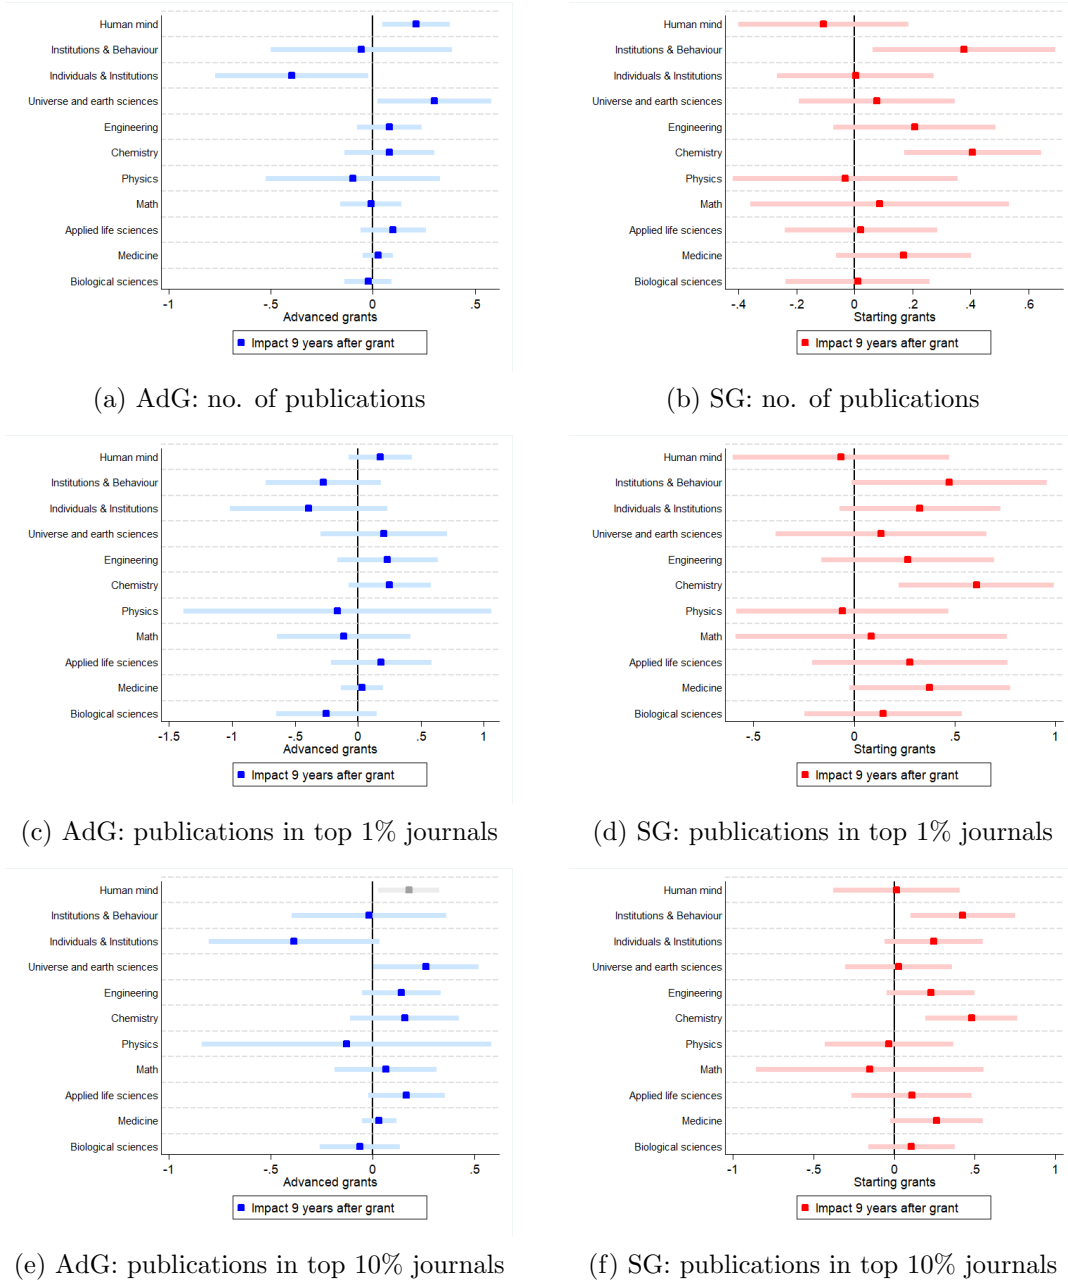 Human mind
Institutions & Behaviour
Individuals & Institutions
Universe and earth sciences
Engineering
Chemistry
Physics
Math
Applied life sciences
Medicine
Biological sciences
-1 -.5 0 .5
Advanced grants
Impact 9 years after grant
(a) AdG: no. of publications
Human mind
Institutions & Behaviour
Individuals & Institutions
Universe and earth sciences
Engineering
Chemistry
Physics
Math
Applied life sciences
Medicine
Biological sciences
-.4 -.2 0 .2 .4 .6
Starting grants
Impact 9 years after grant
(b) SG: no. of publications
Human mind
Institutions & Behaviour
Individuals & Institutions
Universe and earth sciences
Engineering
Chemistry
Physics
Math
Applied life sciences
Medicine
Biological sciences
-1.5 -1 -.5 0 .5 1
Advanced grants
Impact 9 years after grant
(c) AdG: publications in top 1% journals
Human mind
Institutions & Behaviour
Individuals & Institutions
Universe and earth sciences
Engineering
Chemistry
Physics
Math
Applied life sciences
Medicine
Biological sciences
-.5 0 .5 1
Starting grants
Impact 9 years after grant
(d) SG: publications in top 1% journals
Human mind
Institutions & Behaviour
Individuals & Institutions
Universe and earth sciences
Engineering
Chemistry
Physics
Math
Applied life sciences
Medicine
Biological sciences
-1 -.5 0 .5
Advanced grants
Impact 9 years after grant
(e) AdG: publications in top 10% journals
Human mind
Institutions & Behaviour
Individuals & Institutions
Universe and earth sciences
Engineering
Chemistry
Physics
Math
Applied life sciences
Medicine
Biological sciences
-1 -.5 0 .5 1
Starting grants
Impact 9 years after grant
(f) SG: publications in top 10% journals